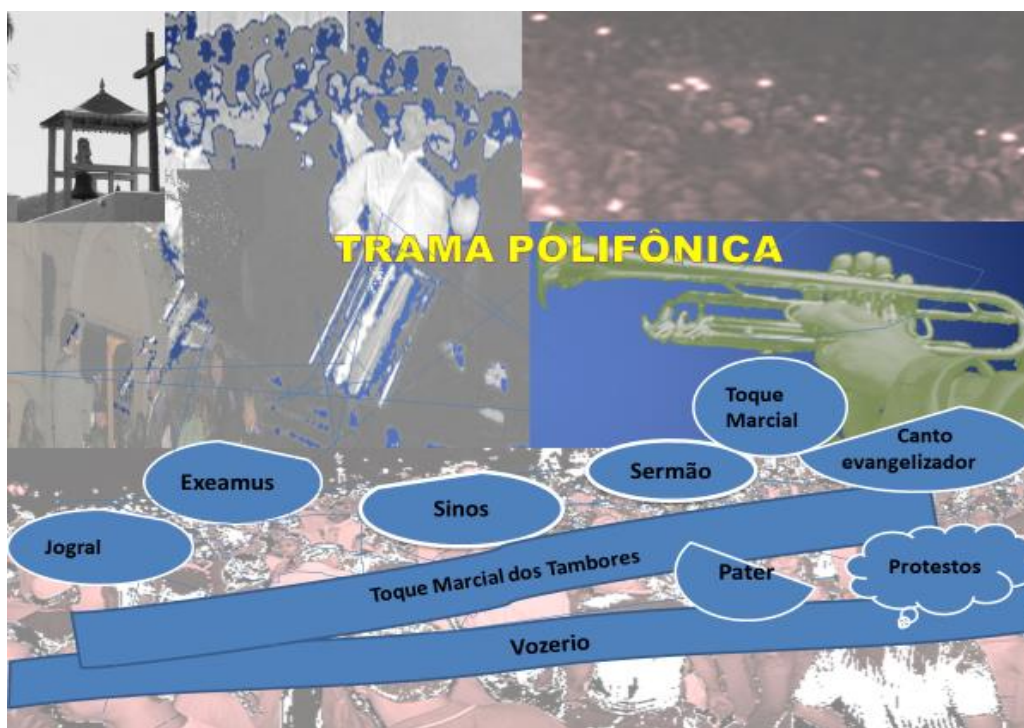 TRAMA POLIFÔNICA
Toque
Marcial
Canto
evangelizador
Sermão
Exeamus
Sinos
Jogral
Toque Marcial dos Tambores
Pater
Protestos
Vozerio